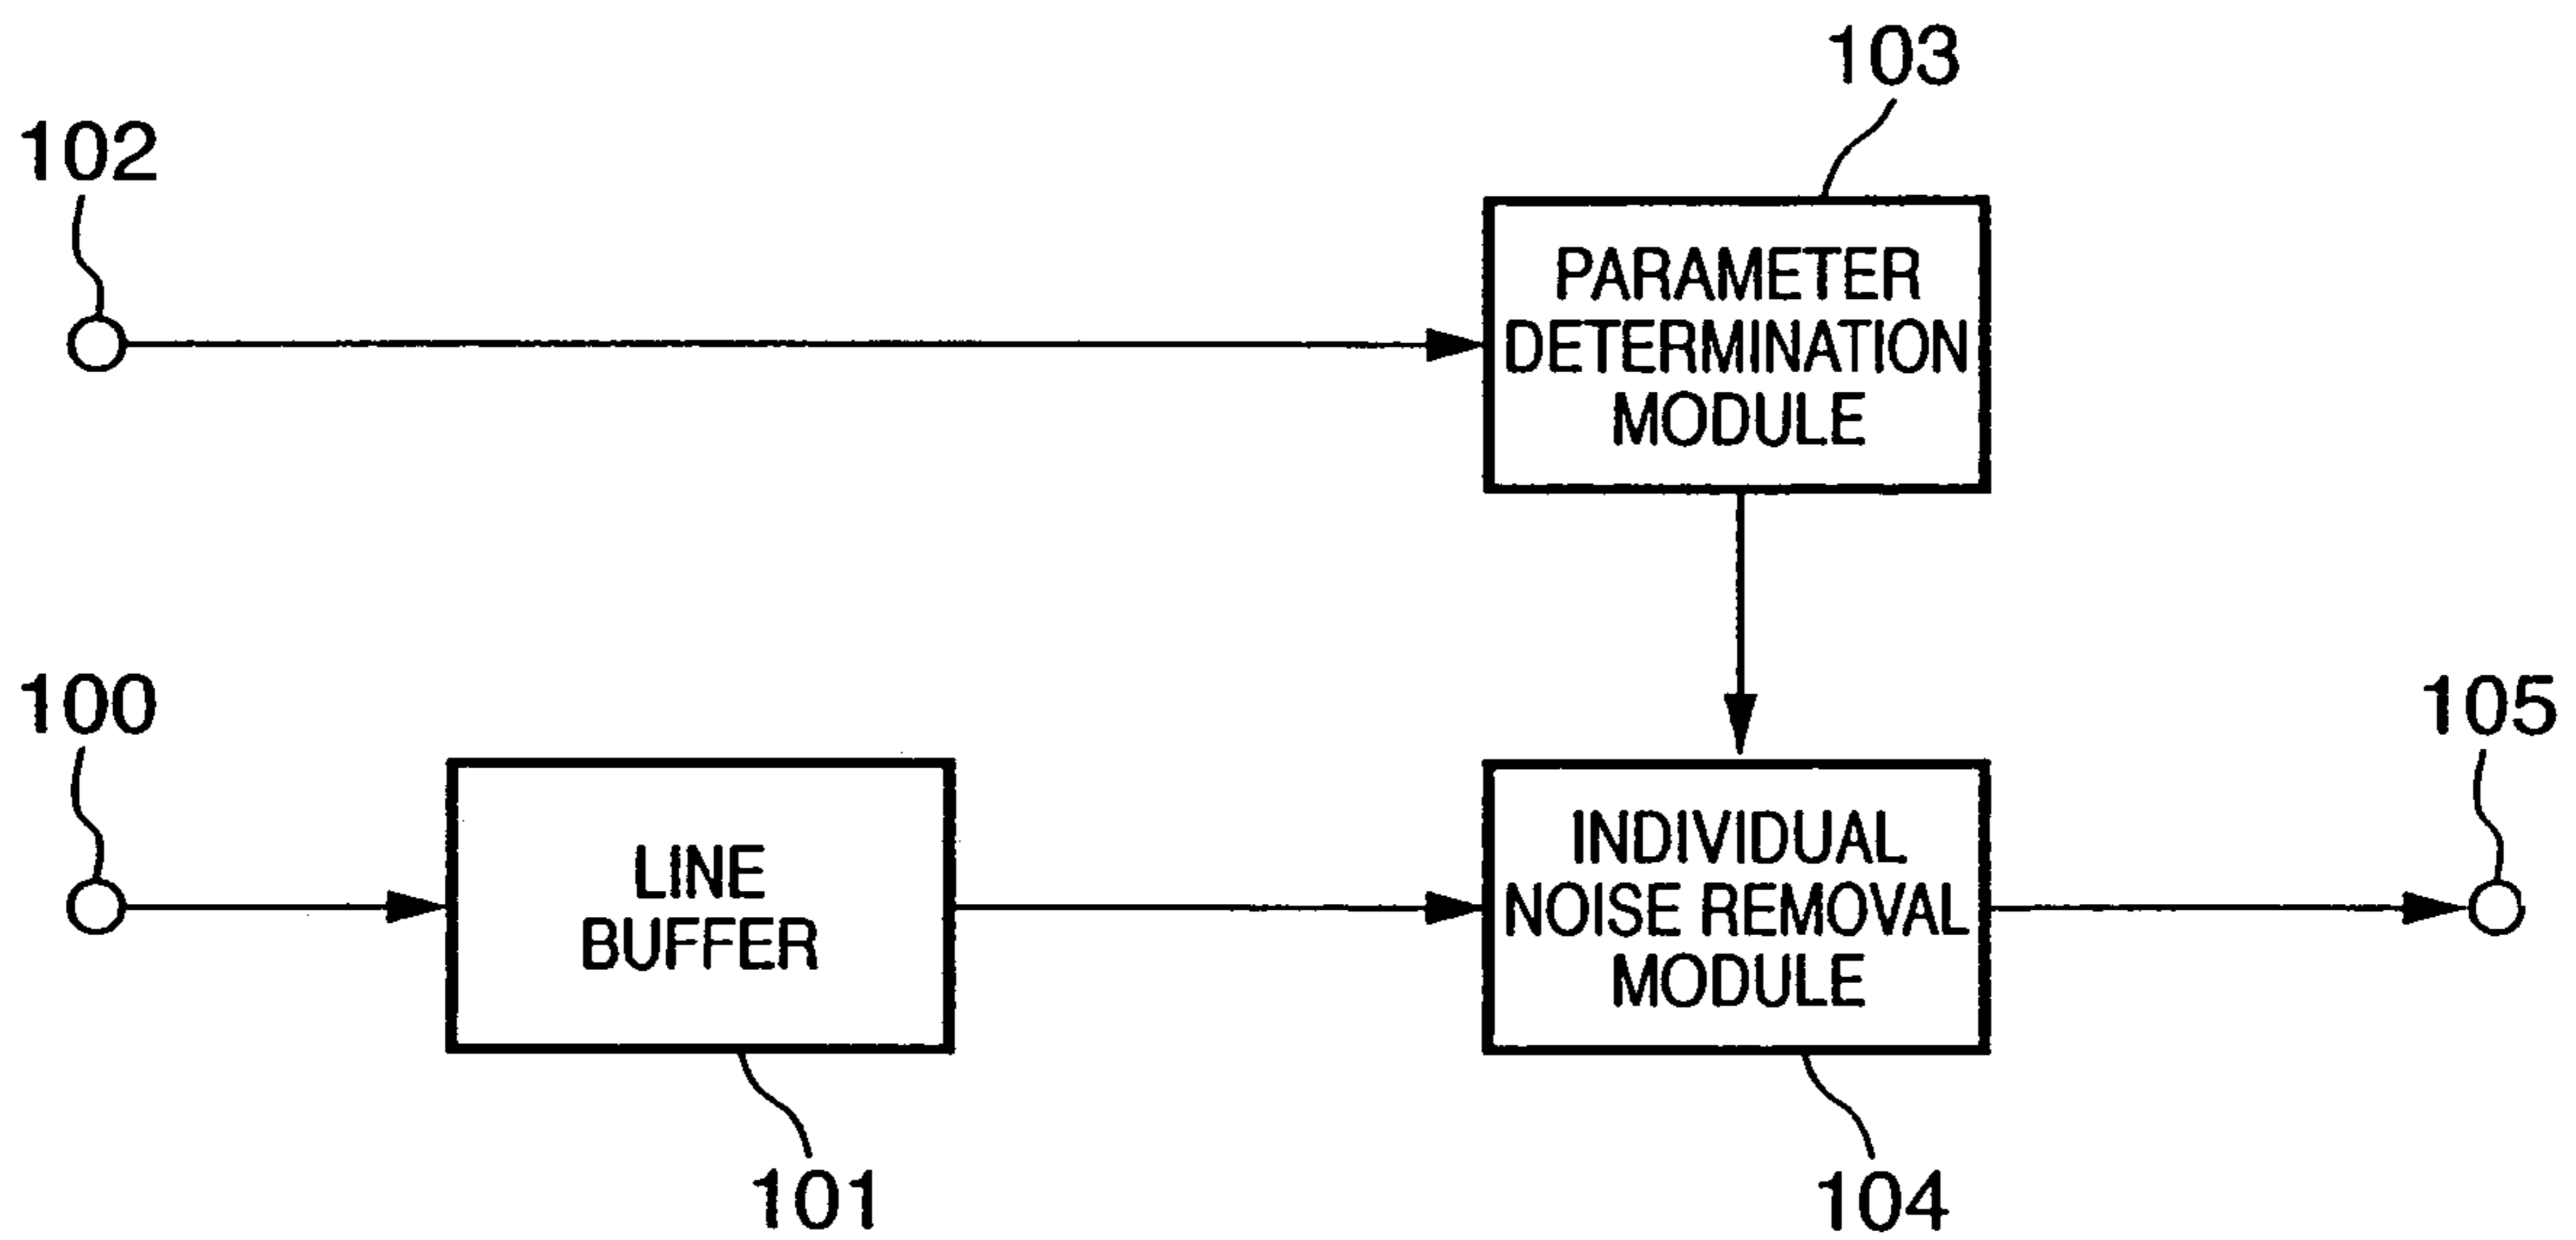 103
102
PARAMETER
DETERMINATION
MODULE
100
105
LINE
BUFFER
INDIVIDUAL
NOISE REMOVAL
MODULE
101
104